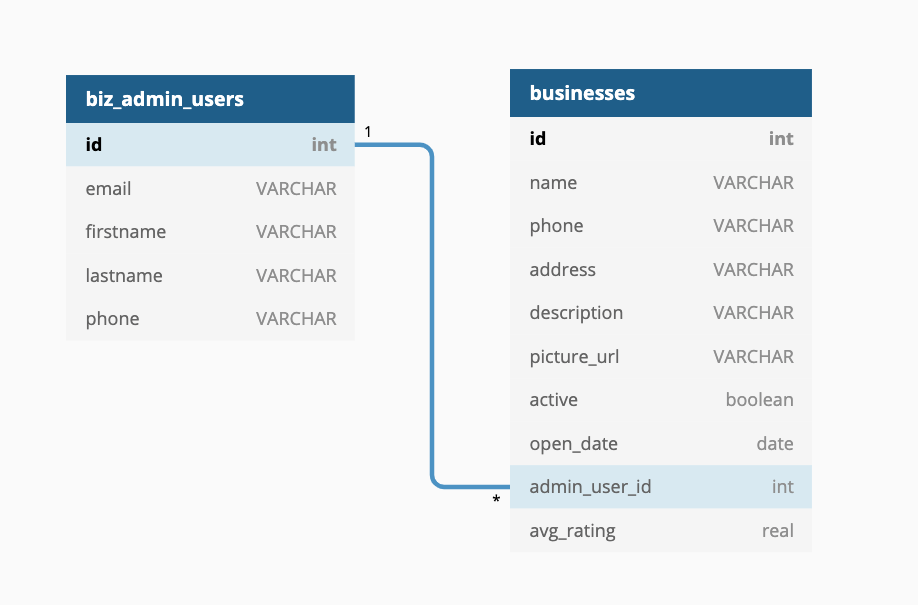 biz_admin_users
id int
email VARCHAR
firstname VARCHAR
lastname VARCHAR
phone VARCHAR
1
*
businesses
id int
name VARCHAR
phone VARCHAR
address VARCHAR
description VARCHAR
picture_url VARCHAR
active boolean
open_date date
admin_user_id int
avg_rating real